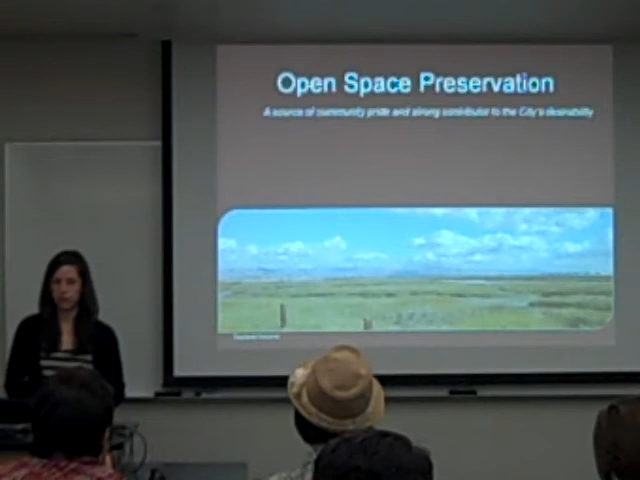 Open Space Preservation
A source of community pride and strong contributor to the City's desirability